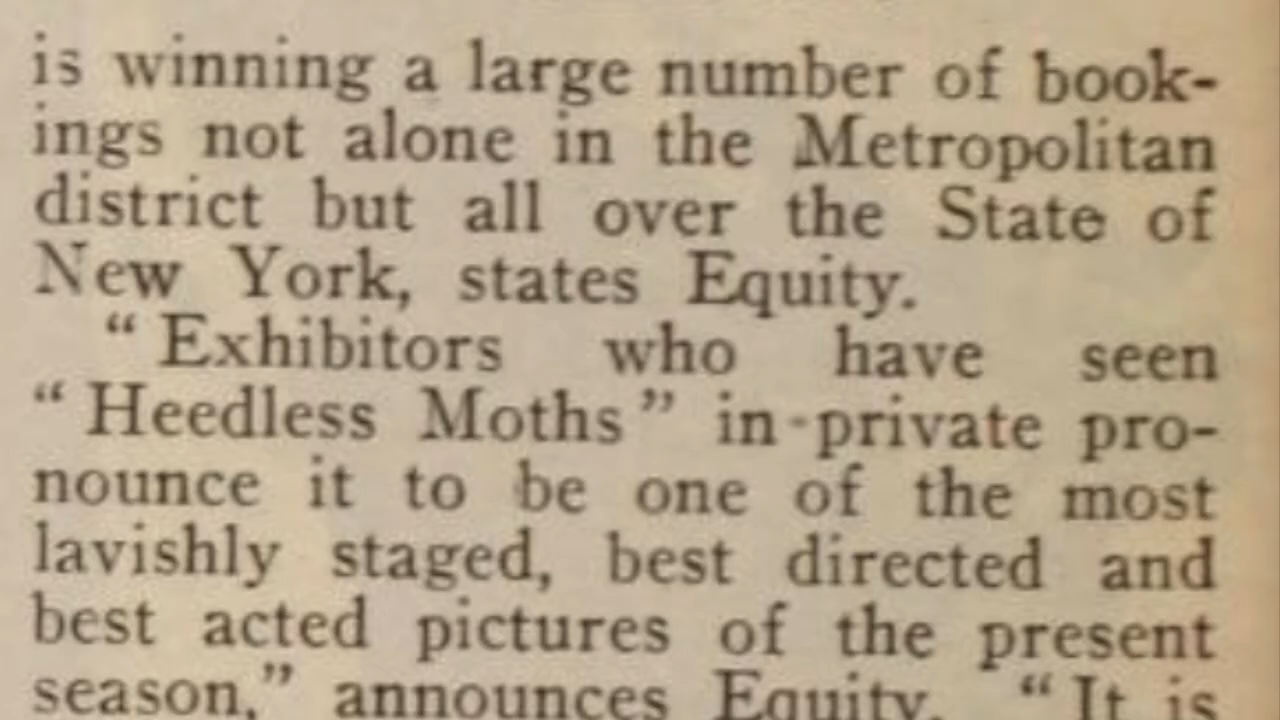 is winning a large number of book-
ings not alone in the Metropolitan
district but all over the State of
New York, states Equity.
“ Exhibitors who have seen
“ Heedless Moths ” in-private pro-
nounce it to be one of the most
lavishly staged, best directed and
best acted pictures of the present
season,” announces Equity. “ It is